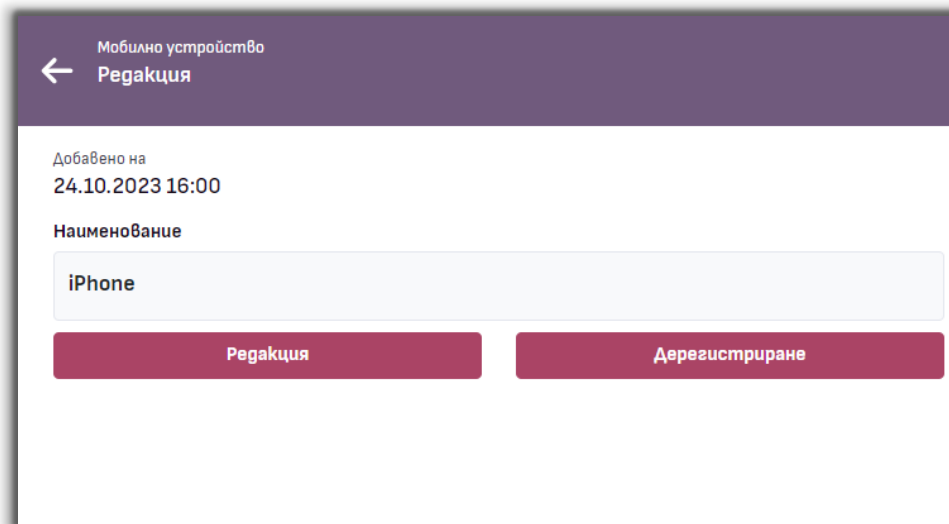 Мобилно устройство
Редакция
Добавено на
24.10.2023 16:00
Наименование
iPhone
Редакция
Дерегистриране